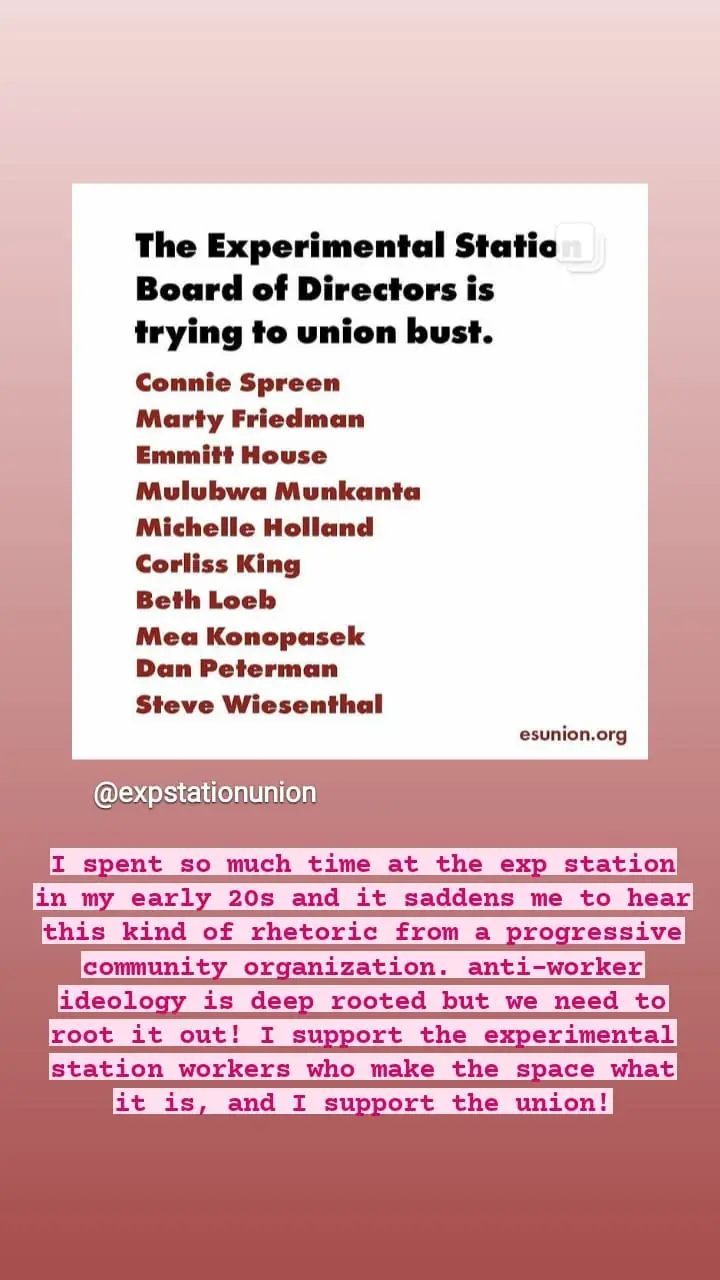 The Experimental Station
Board of Directors is
trying to union bust.
Connie Spreen
Marty Friedman
Emmitt House
Mulubwa Munkanta
Michelle Holland
Corliss King
Beth Loeb
Mea Konopasek
Dan Peterman
Steve Wiesenthal
esunion.org
@expstationunion
I spent so much time at the exp station
in my early 20s and it saddens me to hear
this kind of rhetoric from a progressive
community organization. anti-worker
ideology is deep rooted but we need to
root it out! I support the experimental
station workers who make the space what
it is, and I support the union!